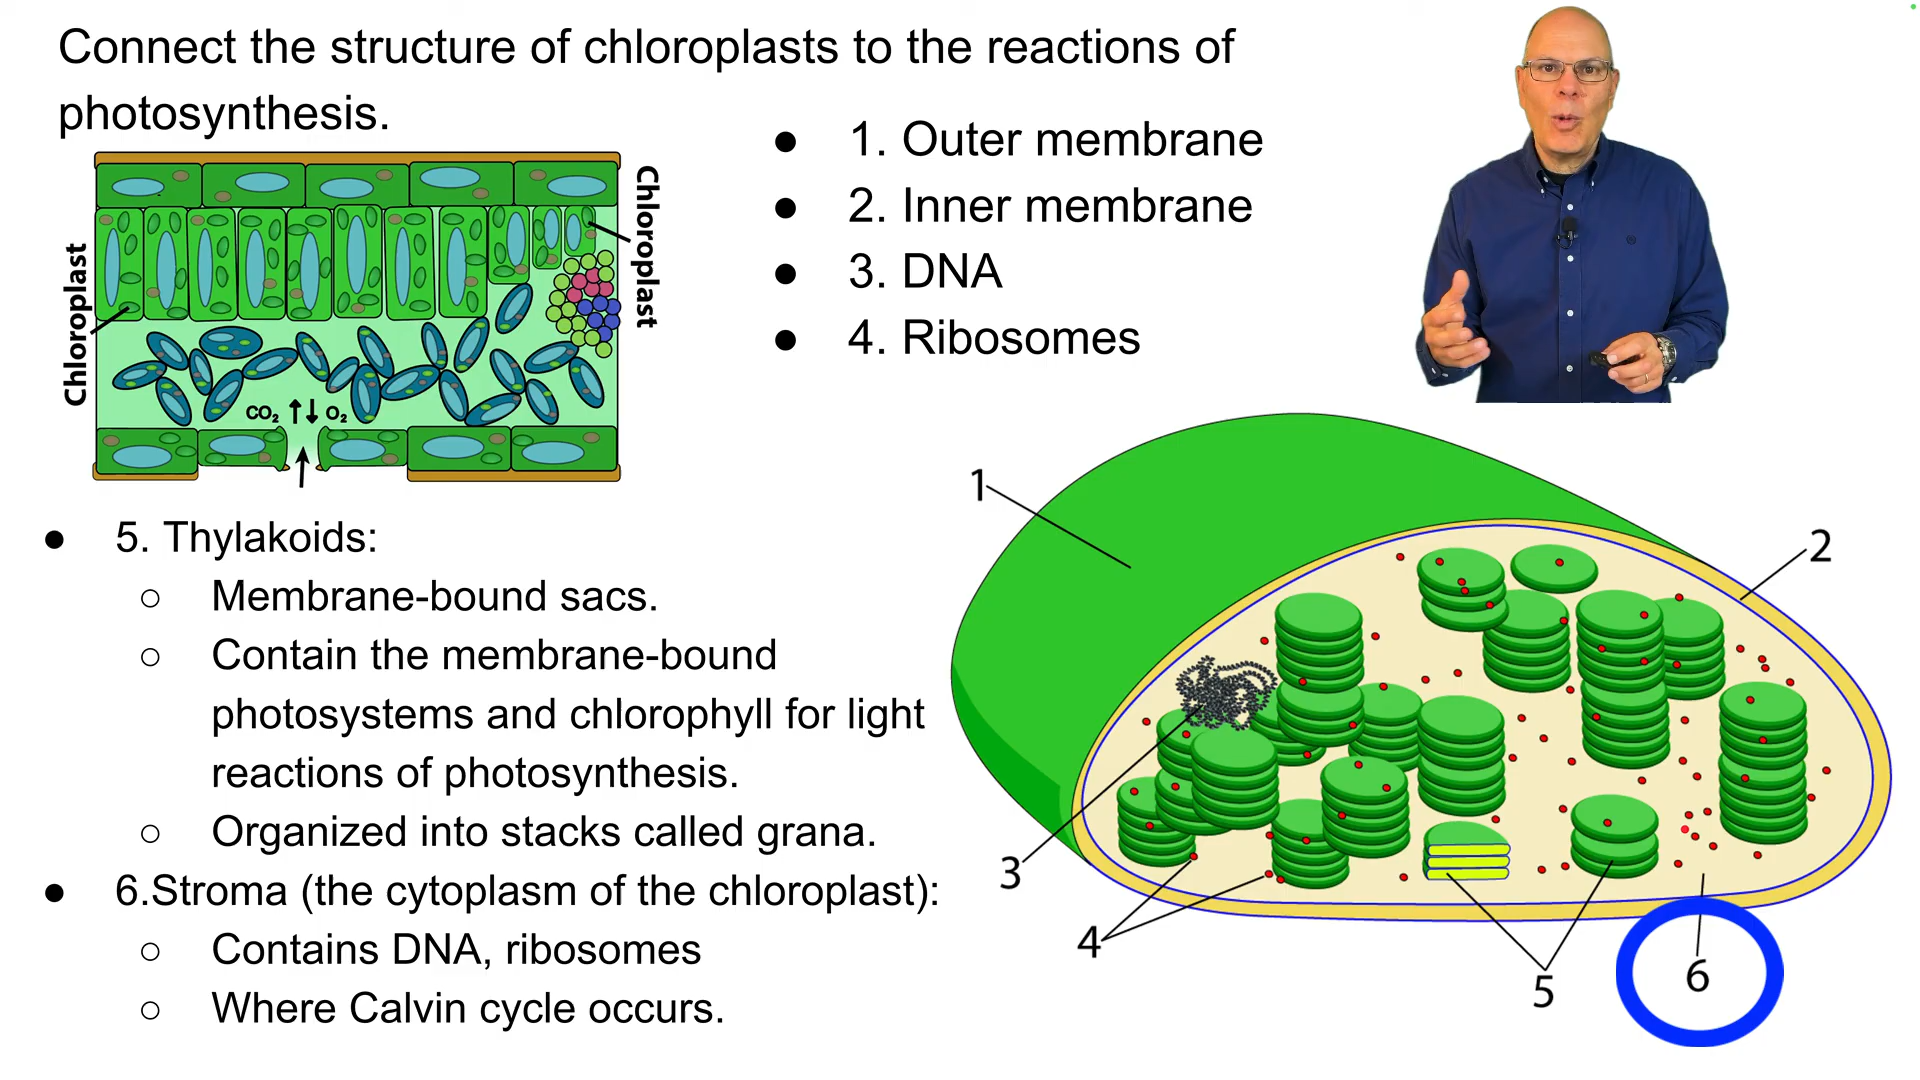 Connect the structure of chloroplasts to the reactions of
photosynthesis.
● 1. Outer membrane
● 2. Inner membrane
● 3. DNA
● 4. Ribosomes
Chloroplast
Chloroplast
CO₂ ↑↓ O₂
● 5. Thylakoids:
○ Membrane-bound sacs.
○ Contain the membrane-bound
photosystems and chlorophyll for light
reactions of photosynthesis.
○ Organized into stacks called grana.
● 6.Stroma (the cytoplasm of the chloroplast):
○ Contains DNA, ribosomes
○ Where Calvin cycle occurs.
1
2
3
4
5
6